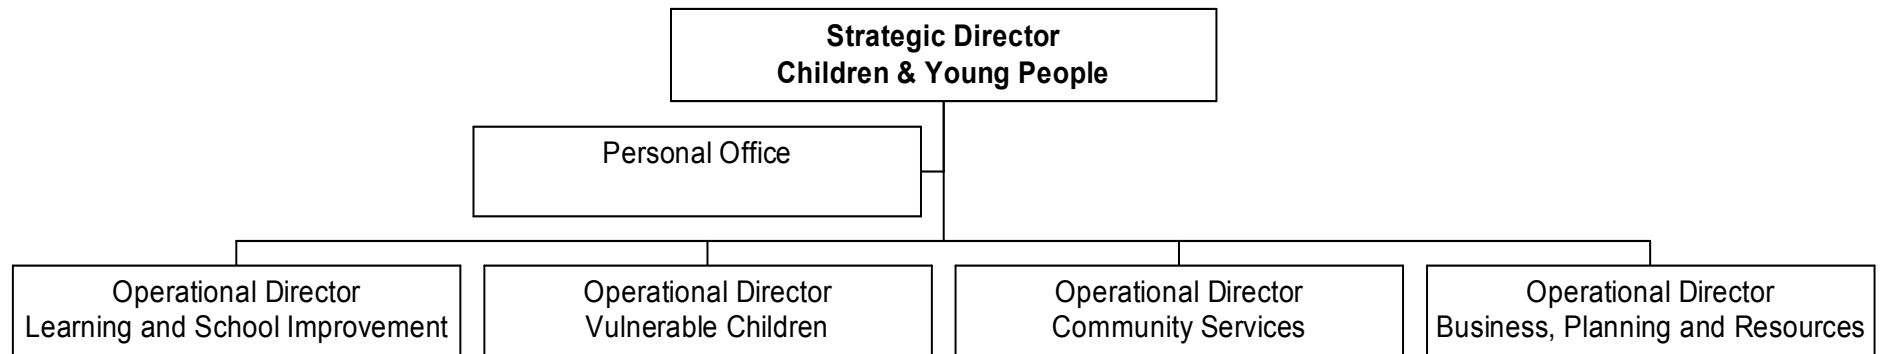 Strategic Director
Children & Young People
Personal Office
Operational Director
Learning and School Improvement
Operational Director
Vulnerable Children
Operational Director
Community Services
Operational Director
Business, Planning and Resources